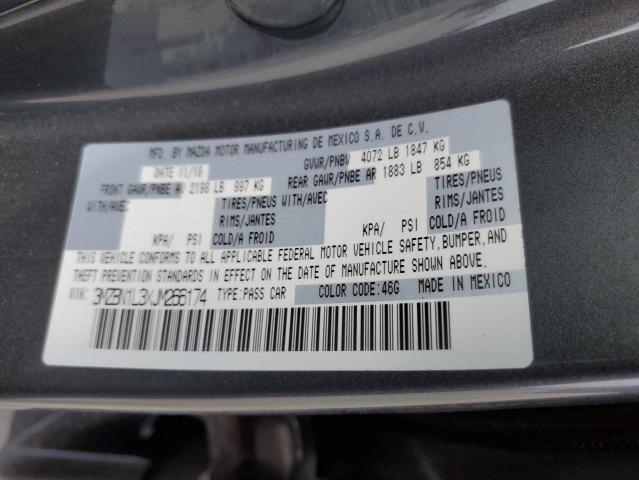 MFD. BY MAZDA MOTOR MANUFACTURING DE MEXICO S.A. DE C.V.
DATE 11/18 GVWR/PNBV 4072 LB 1847 KG
FRONT GAWR/PNBE AV 2198 LB 997 KG REAR GAWR/PNBE AR 1883 LB 854 KG
WITH/AVEC TIRES/PNEUS WITH/AVEC TIRES/PNEUS
RIMS/JANTES RIMS/JANTES
KPA/ PSI COLD/A FROID KPA/ PSI COLD/A FROID
THIS VEHICLE CONFORMS TO ALL APPLICABLE FEDERAL MOTOR VEHICLE SAFETY, BUMPER, AND
THEFT PREVENTION STANDARDS IN EFFECT ON THE DATE OF MANUFACTURE SHOWN ABOVE.
VIN: 3MZBN1L3XJM266174 TYPE: PASS CAR COLOR CODE:46G MADE IN MEXICO